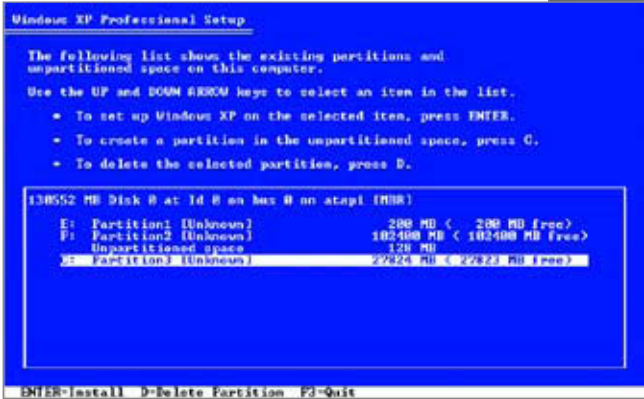 Windows XP Professional Setup
The following list shows the existing partitions and
unpartitioned space on this computer.
Use the UP and DOWN ARROW keys to select an item in the list.
• To set up Windows XP on the selected item, press ENTER.
• To create a partition in the unpartitioned space, press C.
• To delete the selected partition, press D.
130552 MB Disk 0 at Id 0 on bus 0 on atapi [MBR]
E: Partition1 [Unknown] 200 MB ( 200 MB free)
F: Partition2 [Unknown] 102400 MB ( 102400 MB free)
Unpartitioned space 128 MB
Partition3 [Unknown] 27824 MB ( 27823 MB free)
ENTER=Install D=Delete Partition F3=Quit